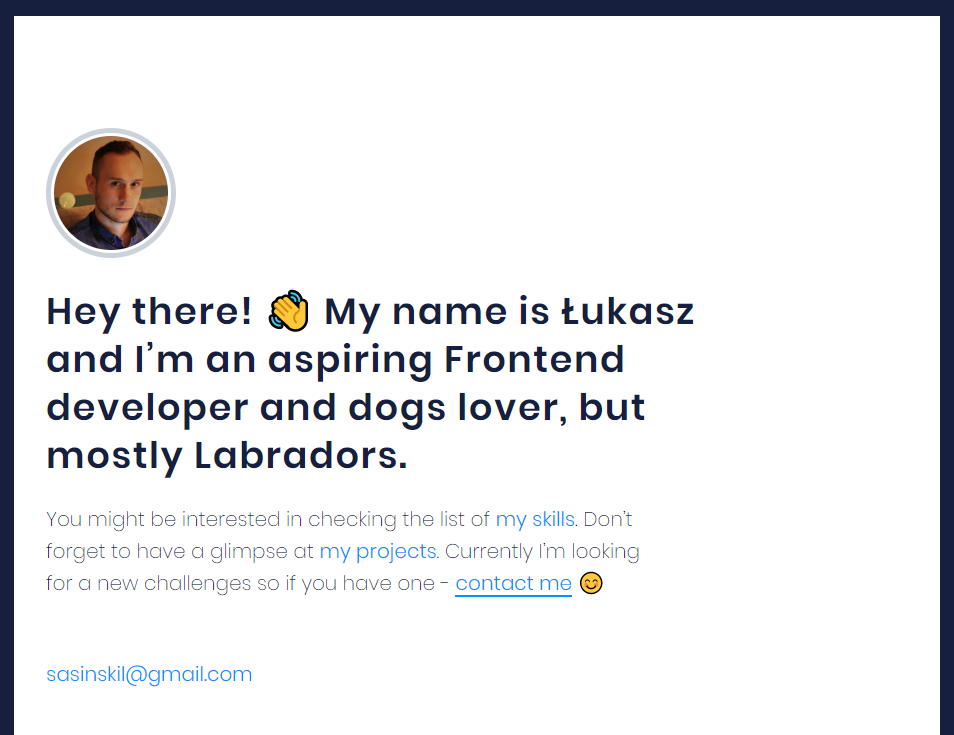 Hey there! 👋 My name is Łukasz
and I'm an aspiring Frontend
developer and dogs lover, but
mostly Labradors.
You might be interested in checking the list of my skills. Don't
forget to have a glimpse at my projects. Currently I'm looking
for a new challenges so if you have one - contact me 😊
sasinskil@gmail.com